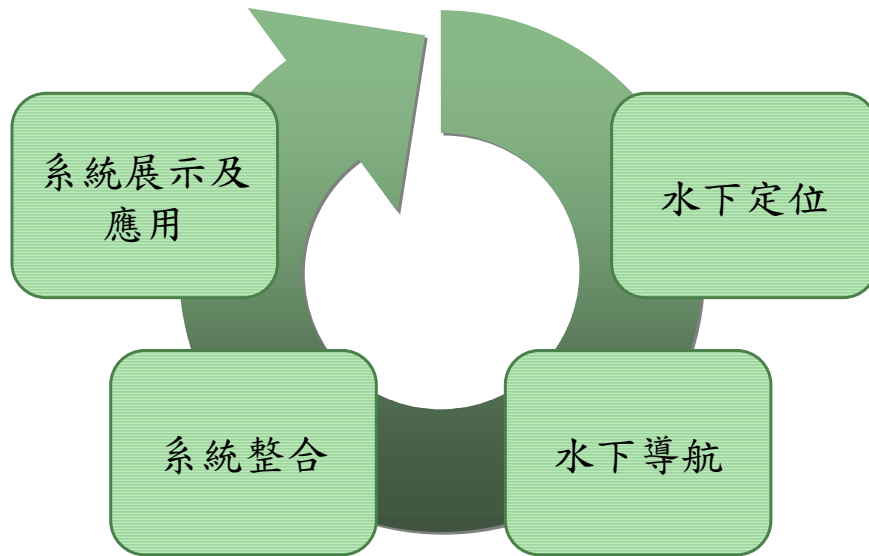 水下定位
水下導航
系統整合
系統展示及
應用